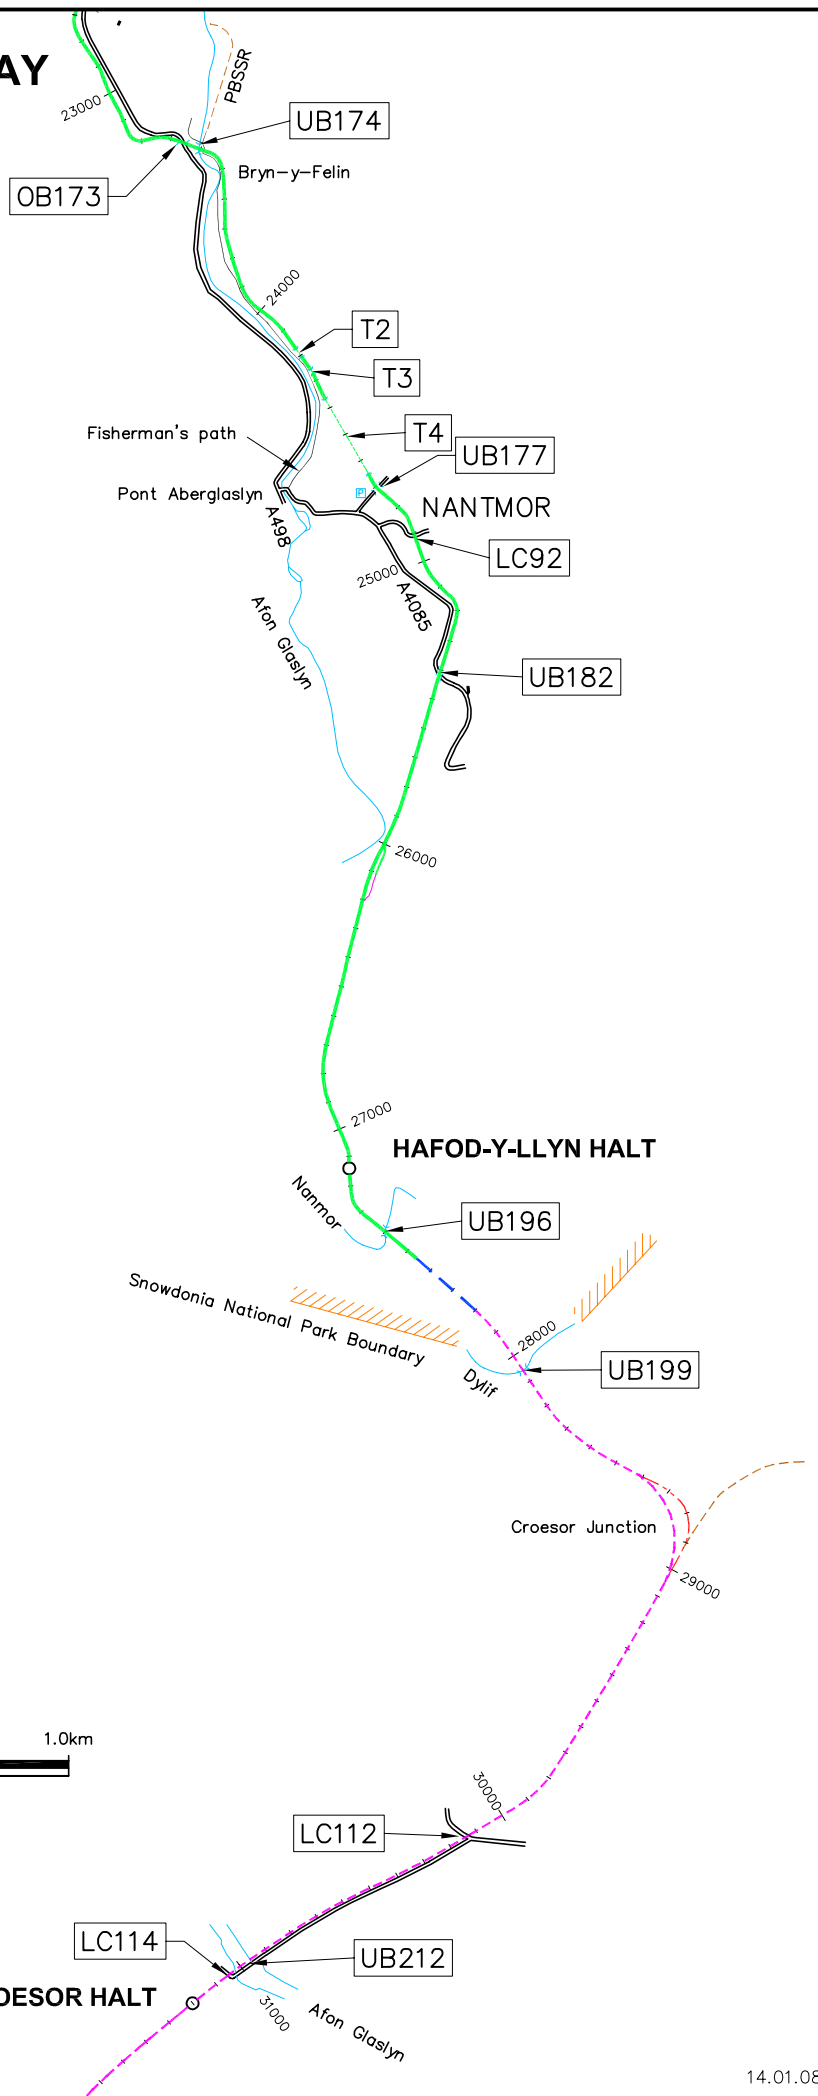 AY
PBSSR
23000
UB174
OB173
Bryn-y-Felin
24000
T2
T3
Fisherman's path
T4
UB177
Pont Aberglaslyn
NANTMOR
A498
LC92
25000
A4085
Afon Glaslyn
UB182
26000
27000
HAFOD-Y-LLYN HALT
Nanmor
UB196
Snowdonia National Park Boundary
28000
UB199
Dylif
Croesor Junction
29000
1.0km
30000
LC112
LC114
UB212
OESOR HALT
31000
Afon Glaslyn
14.01.08
P